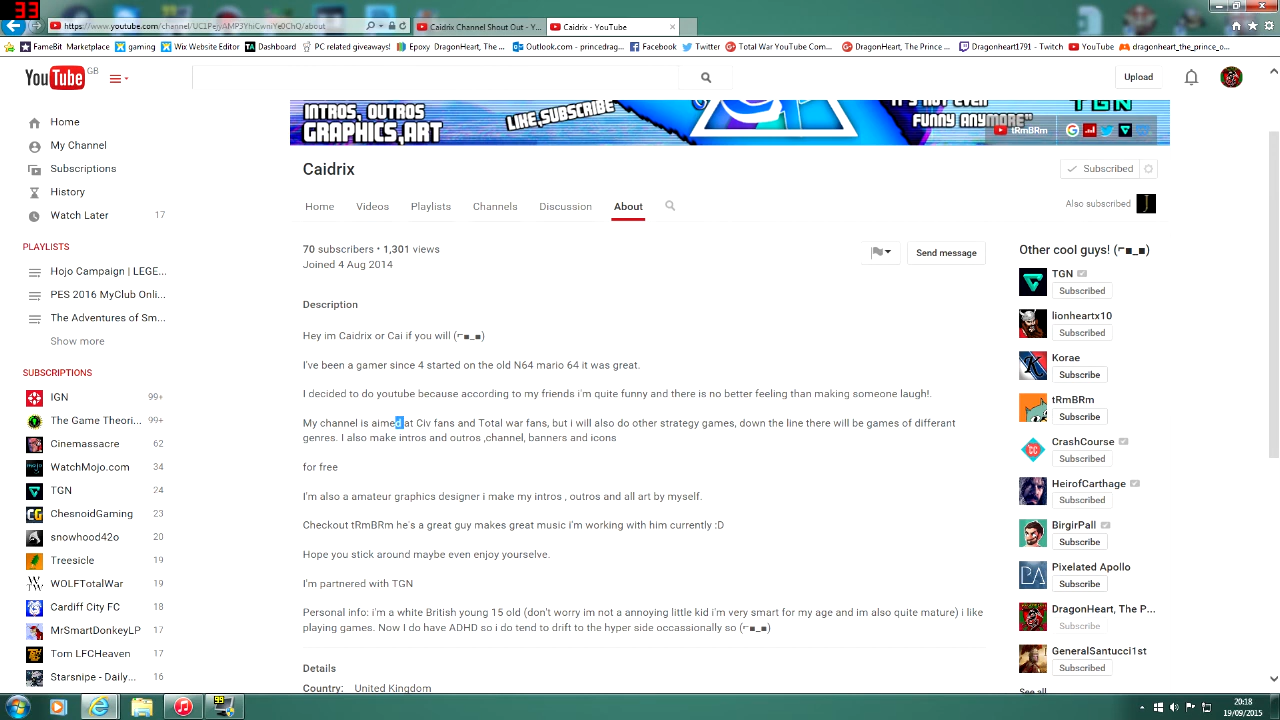 33
https://www.youtube.com/channel/UC1PejyAMP3YhiCwniYe0ChQ/about
Caidrix Channel Shout Out - Y...
Caidrix - YouTube
FameBit Marketplace
gaming
Wix Website Editor
Dashboard
PC related giveaways!
Epoxy DragonHeart, The ...
Outlook.com - princedrag...
Facebook
Twitter
Total War YouTube Com...
DragonHeart, The Prince ...
Dragonheart1791 - Twitch
YouTube
dragonheart_the_prince_o...
YouTube GB
Upload
INTROS, OUTROS
GRAPHICS,ART
LIKE,SUBSCRIBE
IT'S NOT EVEN
FUNNY ANYMORE"
TGN
tRmBRm
Home
My Channel
Subscriptions
History
Watch Later 17
PLAYLISTS
Hojo Campaign | LEGE...
PES 2016 MyClub Onli...
The Adventures of Sm...
Show more
SUBSCRIPTIONS
IGN 99+
The Game Theori... 99+
Cinemassacre 43
WatchMojo.com 34
TGN 24
ChesnoidGaming 23
snowhood42o 20
Treesicle 19
WOLFTotalWar 19
Cardiff City FC 18
MrSmartDonkeyLP 17
Tom LFCHeaven 17
Starsnipe - Daily... 16
Caidrix
Subscribed
Home Videos Playlists Channels Discussion About
Also subscribed
70 subscribers • 1,301 views
Joined 4 Aug 2014
Send message
Description
Hey im Caidrix or Cai if you will (⌐■_■)
I've been a gamer since 4 started on the old N64 mario 64 it was great.
I decided to do youtube because according to my friends i'm quite funny and there is no better feeling than making someone laugh!.
My channel is aimed at Civ fans and Total war fans, but i will also do other strategy games, down the line there will be games of differant
genres. I also make intros and outros ,channel, banners and icons
for free
I'm also a amateur graphics designer i make my intros , outros and all art by myself.
Checkout tRmBRm he's a great guy makes great music i'm working with him currently :D
Hope you stick around maybe even enjoy yourselve.
I'm partnered with TGN
Personal info: i'm a white British young 15 old (don't worry im not a annoying little kid i'm very smart for my age and im also quite mature) i like
playing games. Now I do have ADHD so i do tend to drift to the hyper side occassionally so (⌐■_■)
Details
Country: United Kingdom
Other cool guys! (⌐■_■)
TGN
Subscribed
lionheartx10
Subscribed
Korae
Subscribe
tRmBRm
Subscribe
CrashCourse
Subscribed
HeirofCarthage
Subscribed
BirgirPall
Subscribe
Pixelated Apollo
Subscribe
DragonHeart, The P...
Subscribe
GeneralSantucci1st
Subscribed
See all
20:18
19/09/2015